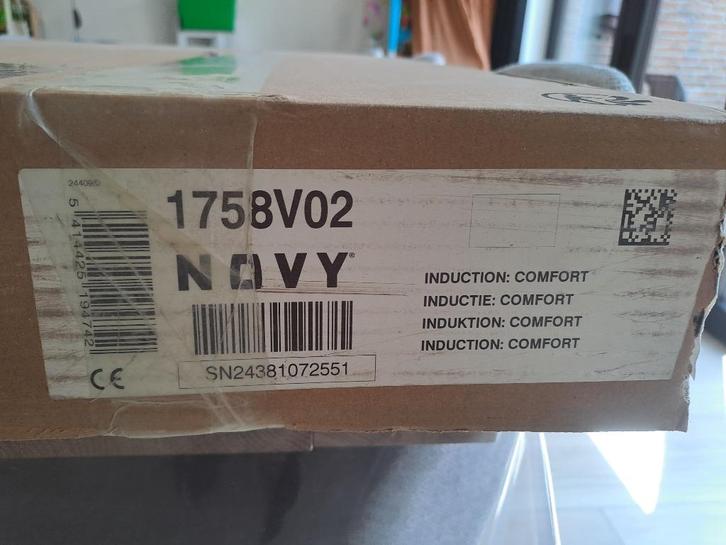 244090
5 414425 194742
1758V02
NOVY®
SN24381072551
CE
INDUCTION: COMFORT
INDUCTIE: COMFORT
INDUKTION: COMFORT
INDUCTION: COMFORT